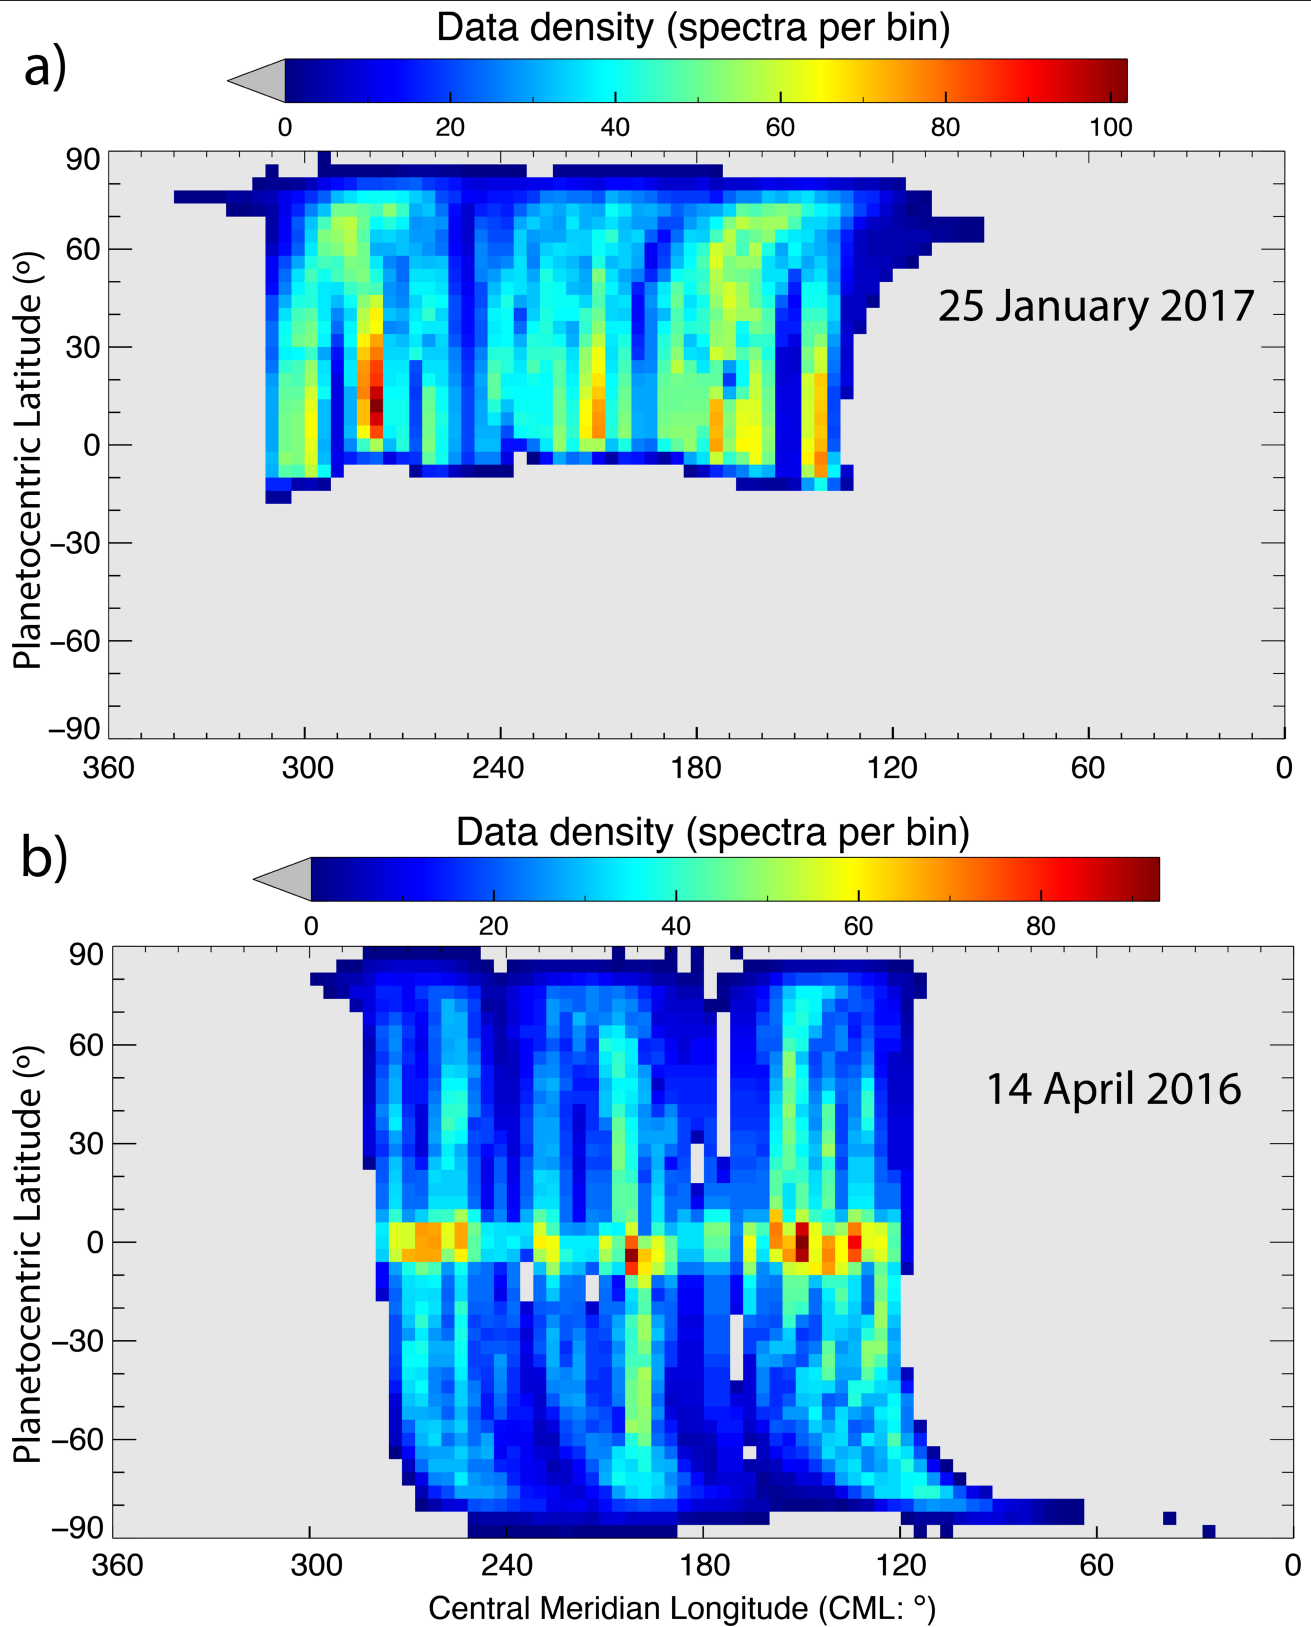 Data density (spectra per bin)
a)
0 20 40 60 80 100
90
60
30
0
−30
−60
−90
Planetocentric Latitude (º)
25 January 2017
360 300 240 180 120 60 0
Data density (spectra per bin)
b)
0 20 40 60 80
90
60
30
0
−30
−60
−90
Planetocentric Latitude (º)
14 April 2016
360 300 240 180 120 60 0
Central Meridian Longitude (CML: °)